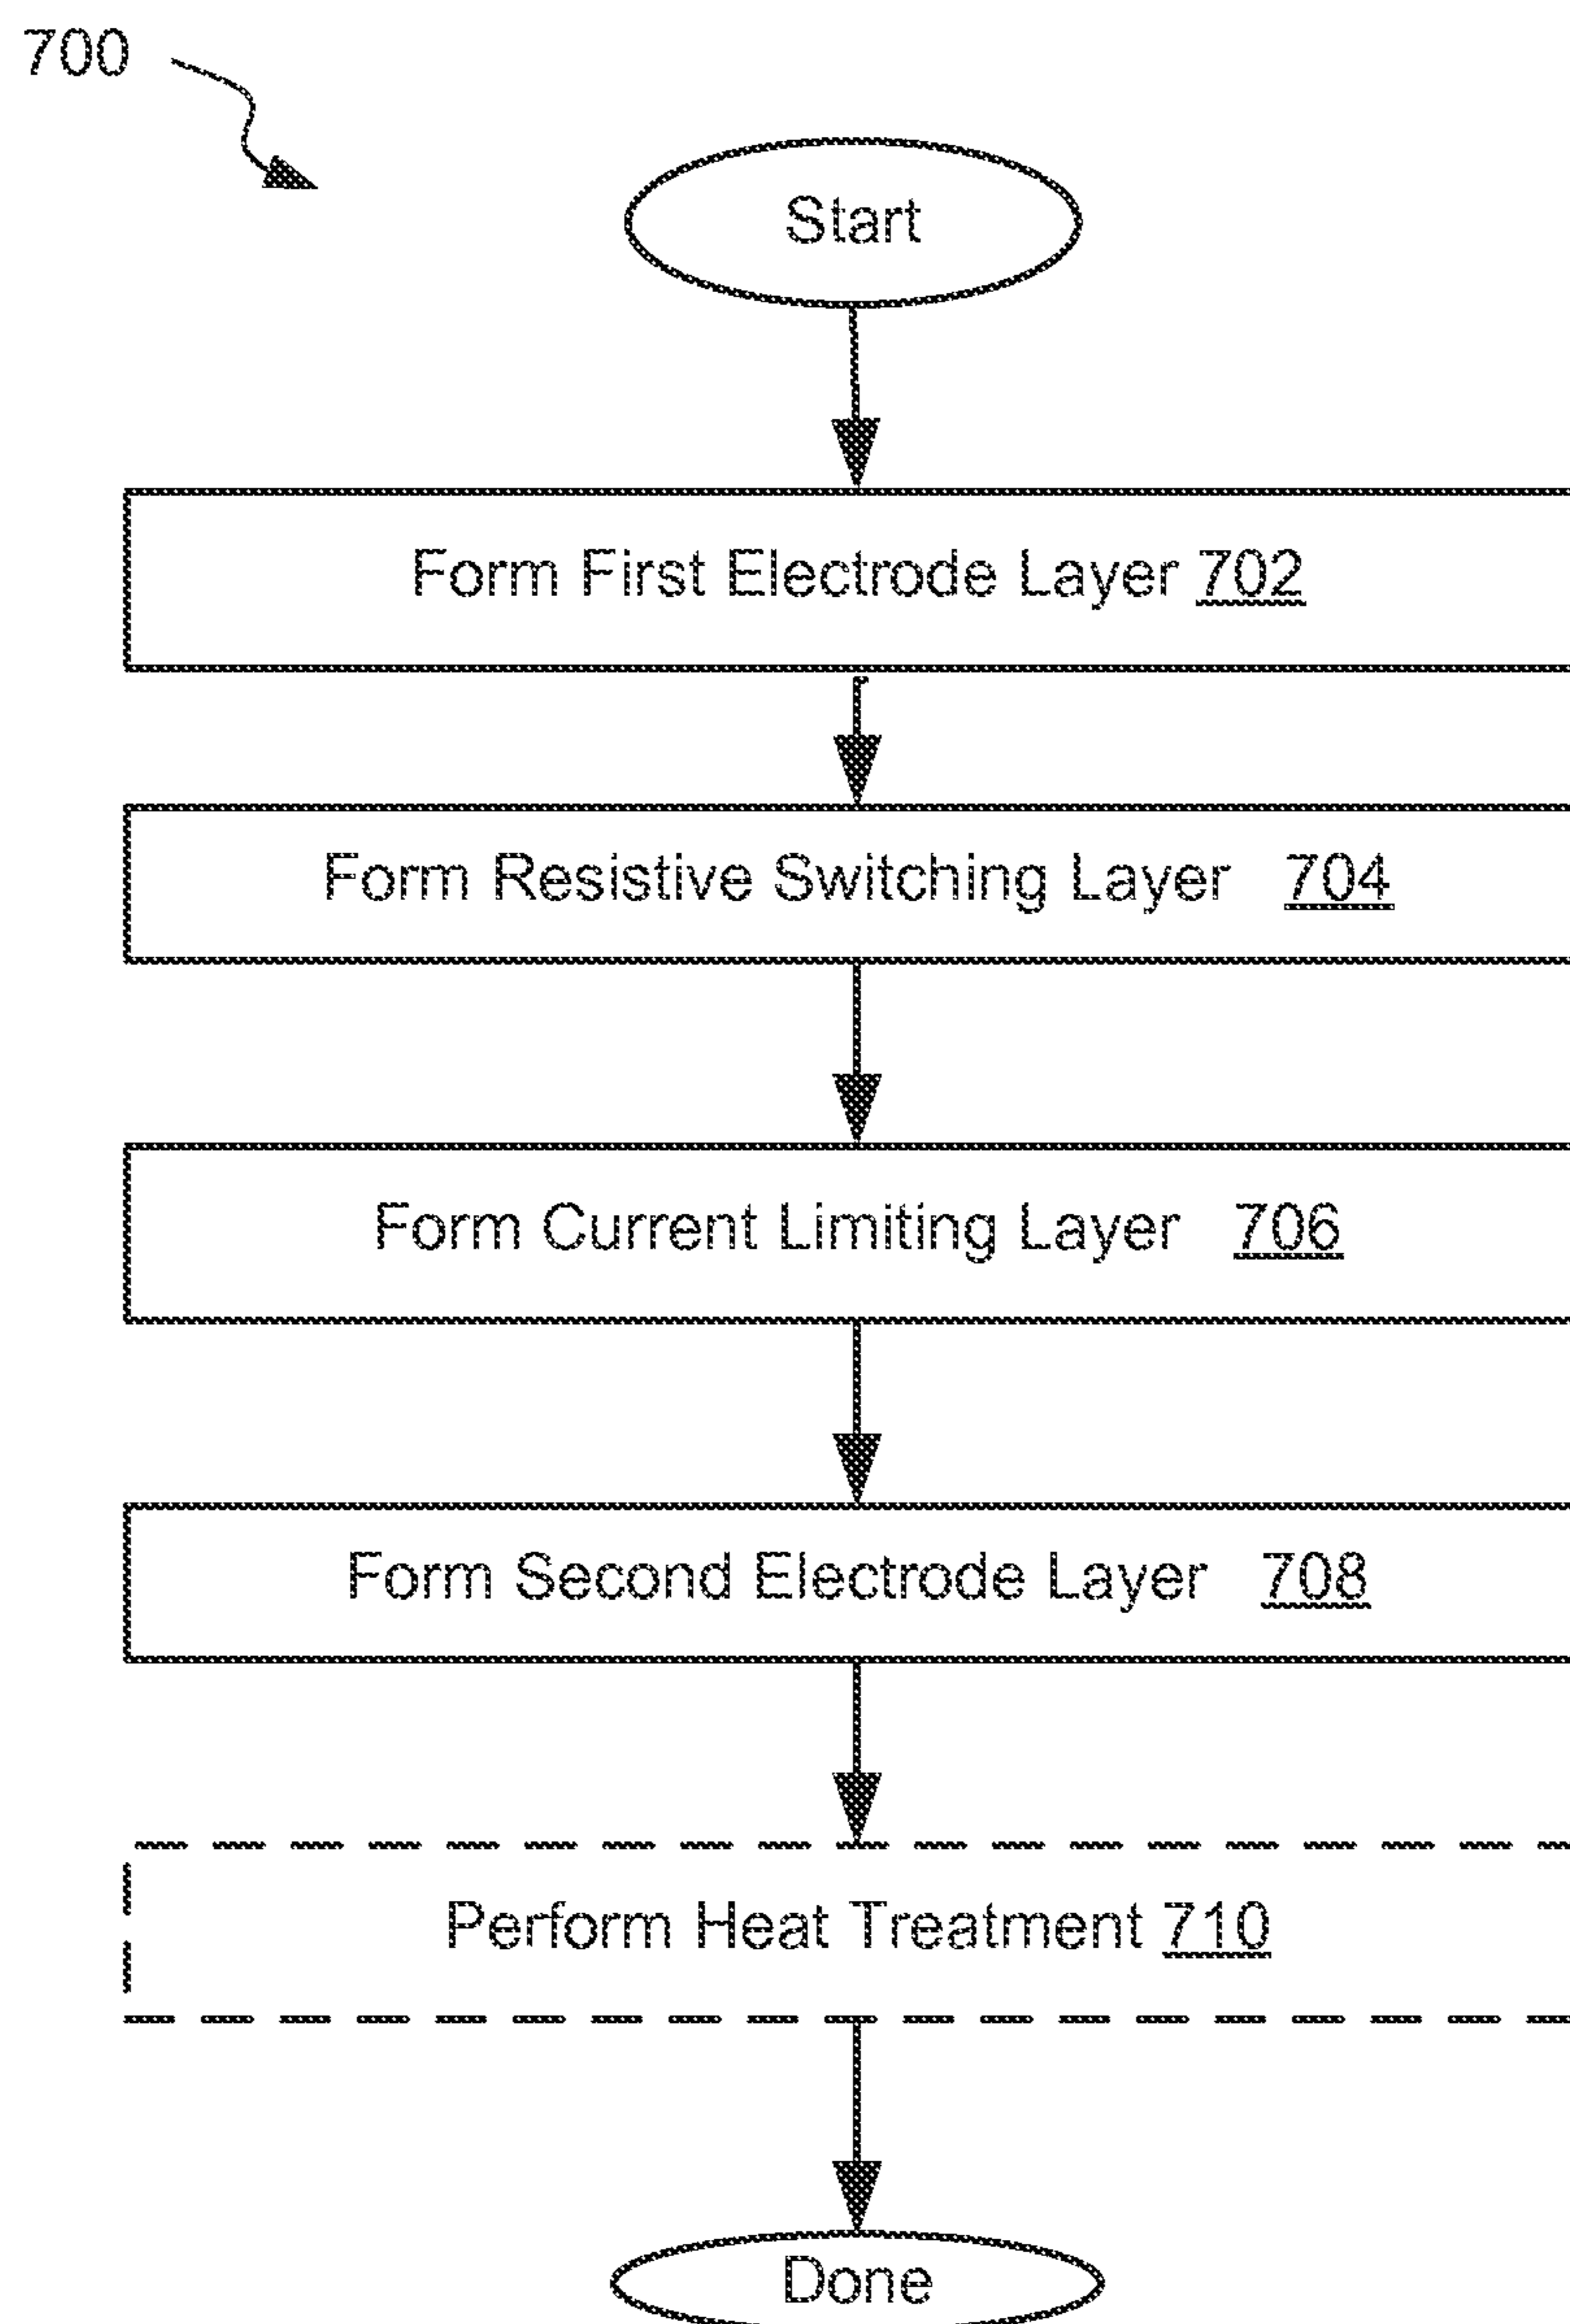 700
Start
Form First Electrode Layer 702
Form Resistive Switching Layer 704
Form Current Limiting Layer 706
Form Second Electrode Layer 708
Perform Heat Treatment 710
Done